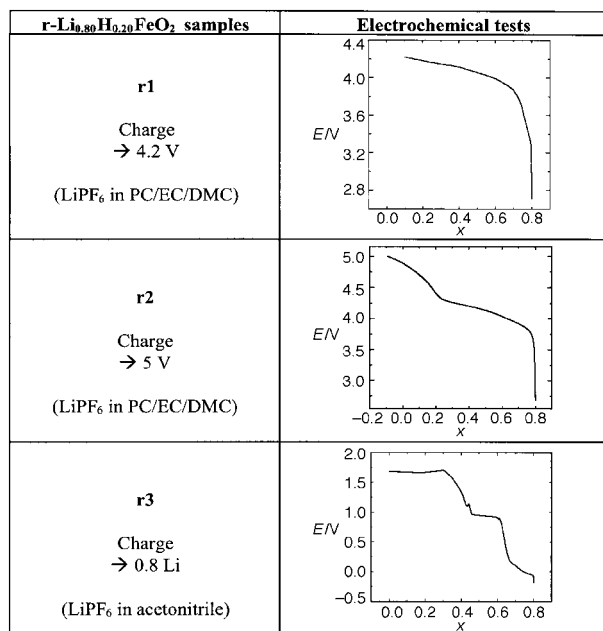 r-Li₀.₈₀H₀.₂₀FeO₂ samples
Electrochemical tests
r1
Charge
→ 4.2 V
(LiPF₆ in PC/EC/DMC)
4.4
4.0
3.6
3.2
2.8
E/V
0.0 0.2 0.4 0.6 0.8 1.0
x
r2
Charge
→ 5 V
(LiPF₆ in PC/EC/DMC)
5.0
4.5
4.0
3.5
3.0
E/V
−0.2 0.0 0.2 0.4 0.6 0.8 1.0
x
r3
Charge
→ 0.8 Li
(LiPF₆ in acetonitrile)
2.0
1.5
1.0
0.5
0.0
−0.5
E/V
0.0 0.2 0.4 0.6 0.8
x